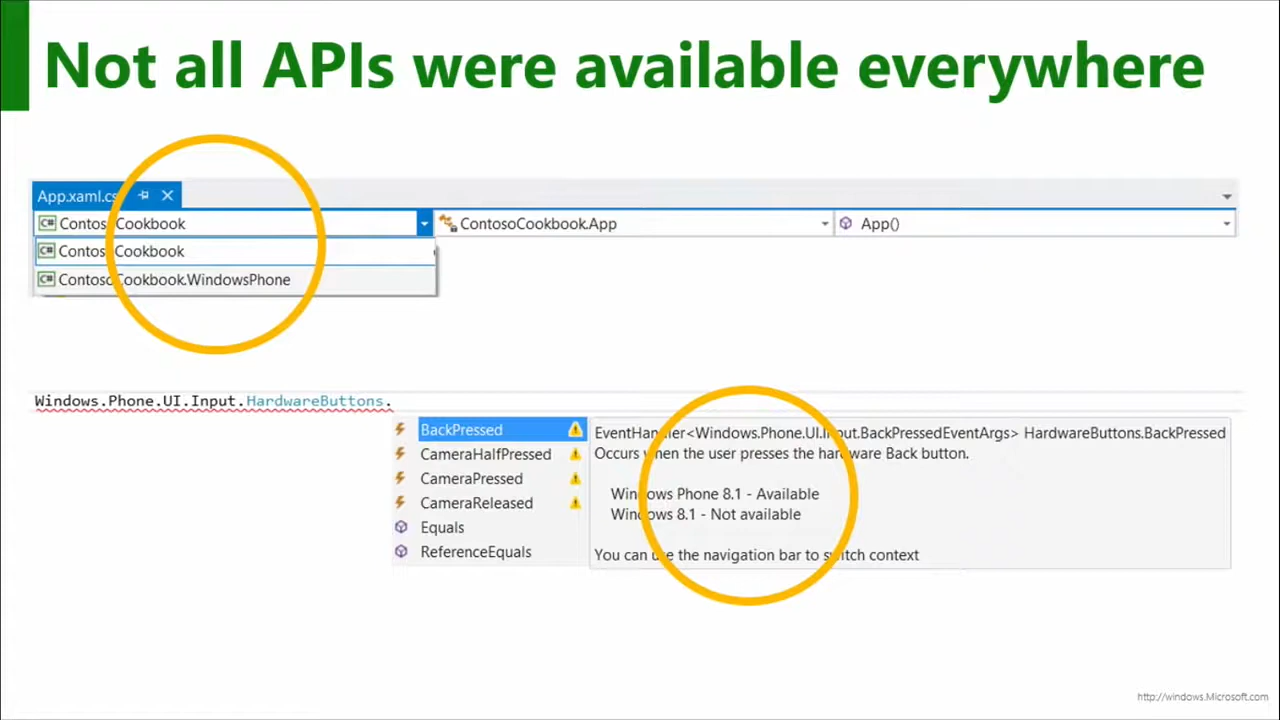 Not all APIs were available everywhere
App.xaml.cs
ContosoCookbook
ContosoCookbook.App
App()
ContosoCookbook
ContosoCookbook.WindowsPhone
Windows.Phone.UI.Input.HardwareButtons.
BackPressed
CameraHalfPressed
CameraPressed
CameraReleased
Equals
ReferenceEquals
EventHandler<Windows.Phone.UI.Input.BackPressedEventArgs> HardwareButtons.BackPressed
Occurs when the user presses the hardware Back button.
Windows Phone 8.1 - Available
Windows 8.1 - Not available
You can use the navigation bar to switch context
http://windows.Microsoft.com